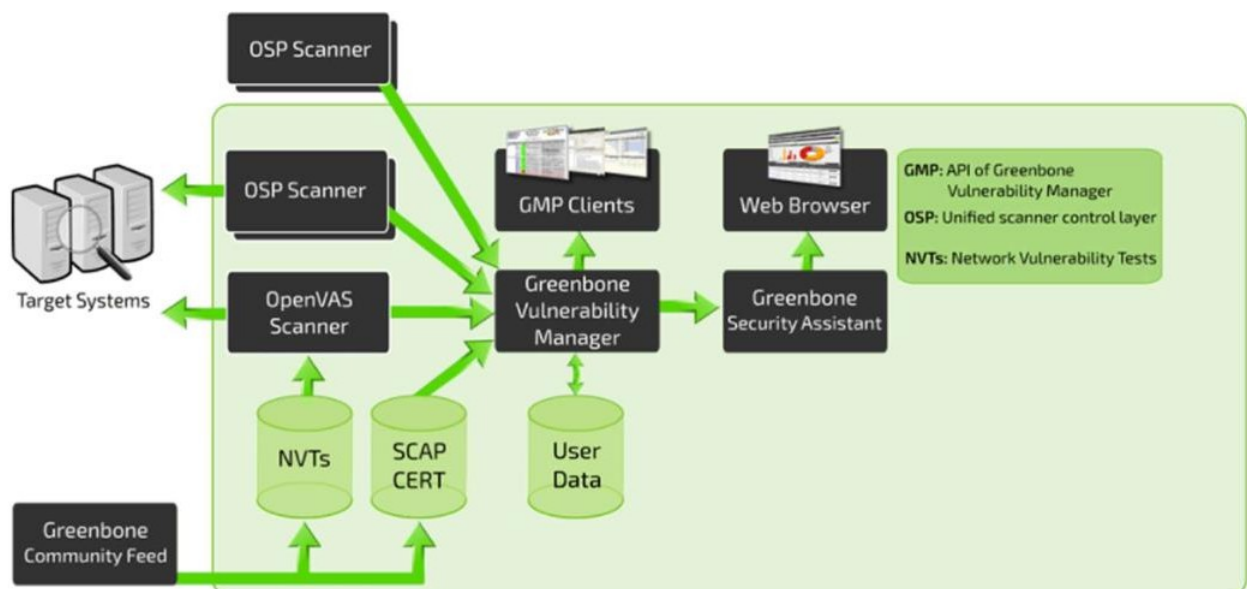 OSP Scanner
OSP Scanner
GMP Clients
Web Browser
GMP: API of Greenbone
Vulnerability Manager
OSP: Unified scanner control layer
NVTs: Network Vulnerability Tests
Target Systems
OpenVAS
Scanner
Greenbone
Vulnerability
Manager
Greenbone
Security Assistant
NVTs
SCAP
CERT
User
Data
Greenbone
Community Feed